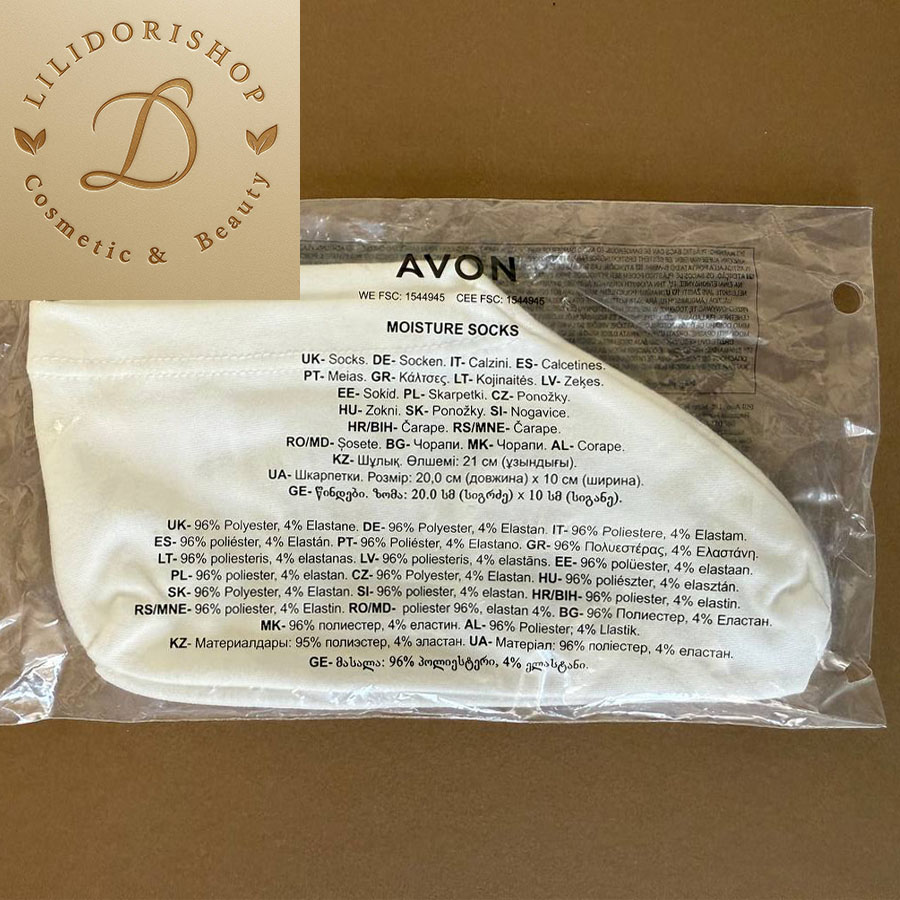 LILIDORISHOP
D
Cosmetic & Beauty
AVON
WE FSC: 1544945 CEE FSC: 1544945
MOISTURE SOCKS
UK- Socks. DE- Socken. IT- Calzini. ES- Calcetines.
PT- Meias. GR- Κάλτσες. LT- Kojinaitės. LV- Zeķes.
EE- Sokid. PL- Skarpetki. CZ- Ponožky.
HU- Zokni. SK- Ponožky. SI- Nogavice.
HR/BIH- Čarape. RS/MNE- Čarape.
RO/MD- Șosete. BG- Чорапи. MK- Чорапи. AL- Corape.
KZ- Шұлық. Өлшемі: 21 см (ұзындығы).
UA- Шкарпетки. Розмір: 20,0 см (довжина) x 10 см (ширина).
GE- წინდები. ზომა: 20.0 სმ (სიგრძე) x 10 სმ (სიგანე).
UK- 96% Polyester, 4% Elastane. DE- 96% Polyester, 4% Elastan. IT- 96% Poliestere, 4% Elastam.
ES- 96% poliéster, 4% Elastán. PT- 96% Poliéster, 4% Elastano. GR- 96% Πολυεστέρας, 4% Ελαστάνη.
LT- 96% poliesteris, 4% elastanas. LV- 96% poliesteris, 4% elastāns. EE- 96% polüester, 4% elastaan.
PL- 96% poliester, 4% elastan. CZ- 96% Polyester, 4% Elastan. HU- 96% poliészter, 4% elasztán.
SK- 96% Polyester, 4% Elastan. SI- 96% poliester, 4% elastan. HR/BIH- 96% poliester, 4% elastin.
RS/MNE- 96% poliester, 4% Elastin. RO/MD- poliester 96%, elastan 4%. BG- 96% Полиестер, 4% Еластан.
MK- 96% полиестер, 4% еластин. AL- 96% Poliester; 4% Llastik.
KZ- Материалдары: 95% полиэстер, 4% эластан. UA- Матеріал: 96% поліестер, 4% еластан.
GE- მასალა: 96% პოლიესტერი, 4% ელასტანი.